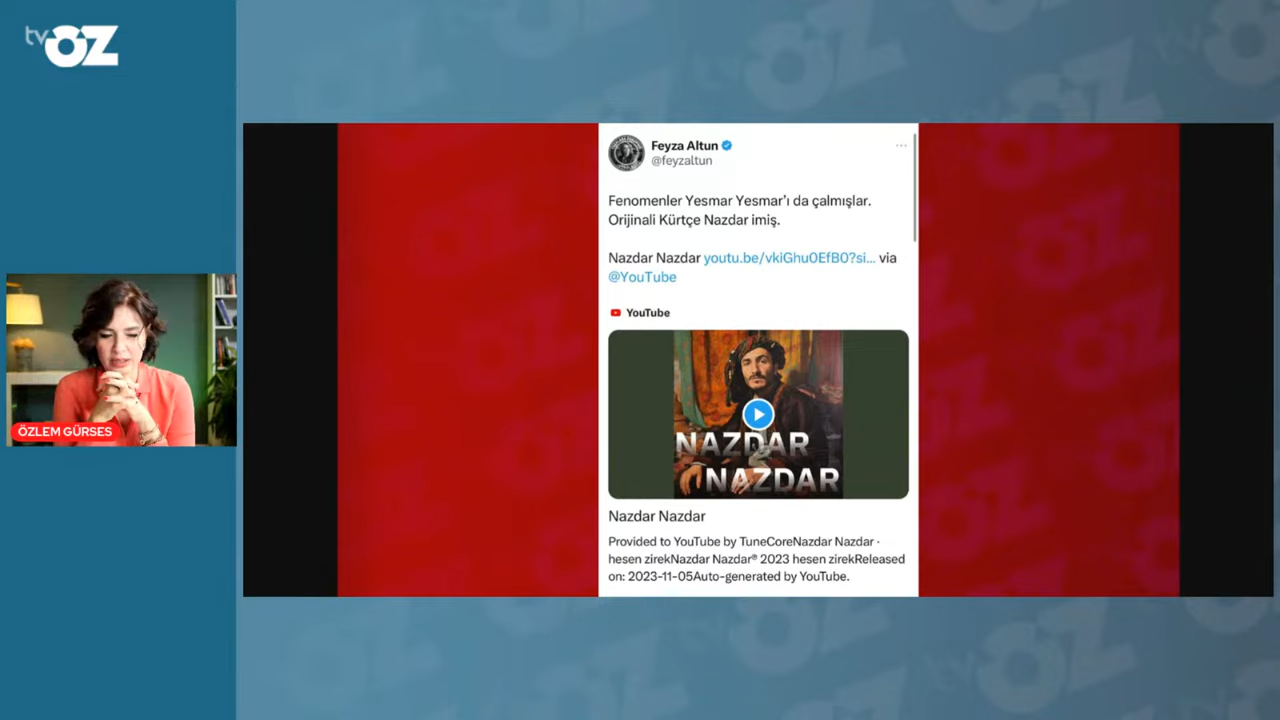 tv ÖZ
Feyza Altun
@feyzaltun
Fenomenler Yesmar Yesmar'ı da çalmışlar.
Orijinali Kürtçe Nazdar imiş.
Nazdar Nazdar youtu.be/vkiGhu0EfB0?si... via
@YouTube
YouTube
NAZDAR
NAZDAR
Nazdar Nazdar
Provided to YouTube by TuneCoreNazdar Nazdar ·
hesen zirekNazdar Nazdar® 2023 hesen zirekReleased
on: 2023-11-05Auto-generated by YouTube.
ÖZLEM GÜRSES